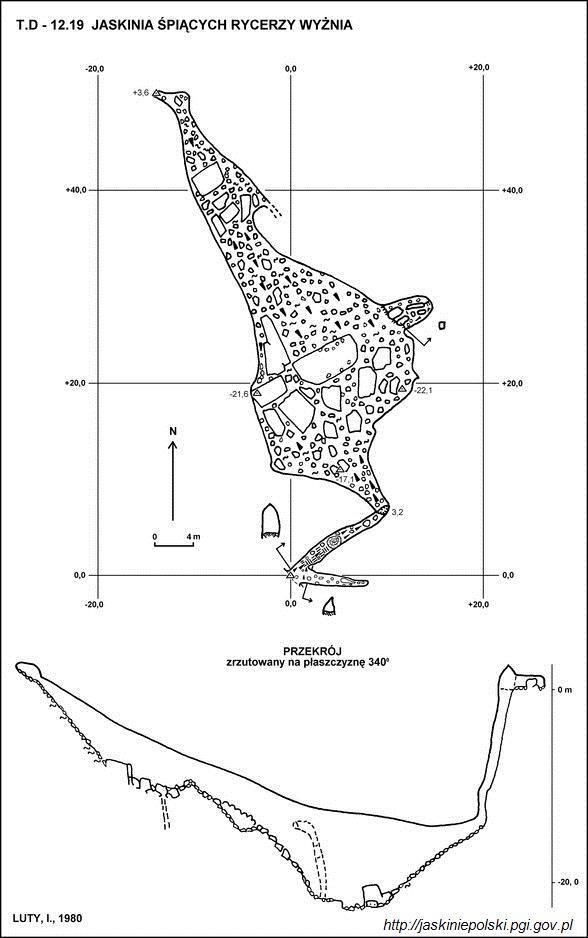 T.D - 12.19 JASKINIA ŚPIĄCYCH RYCERZY WYŻNIA
-20,0
0,0
+20,0
+3,6
+40,0
+40,0
+20,0
-21,6
-22,1
+20,0
N
-17,1
3,2
0
4 m
0,0
0,0
-20,0
0,0
+20,0
PRZEKRÓJ
zrzutowany na płaszczyznę 340°
0 m
-20, 0
LUTY, I., 1980
http://jaskiniepolski.pgi.gov.pl